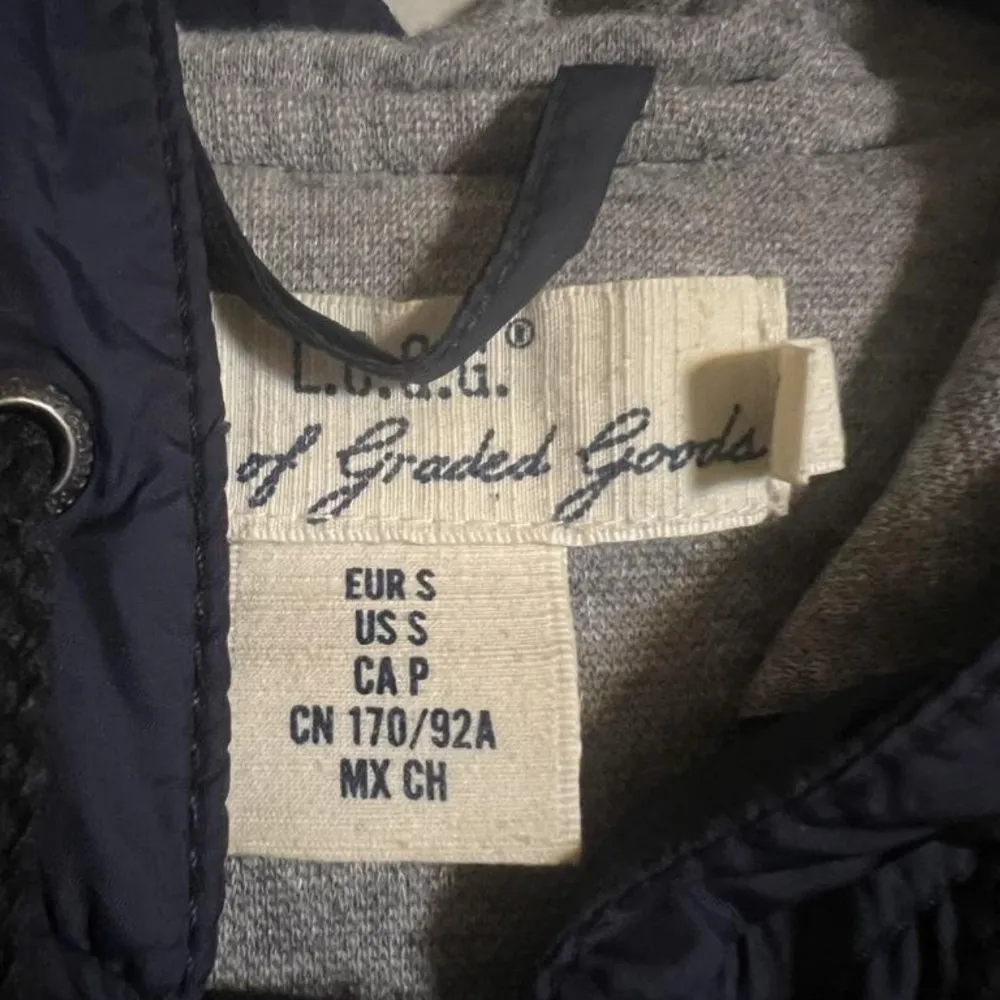 L.O.&.G.®
of Graded Goods
EUR S
US S
CA P
CN 170/92A
MX CH